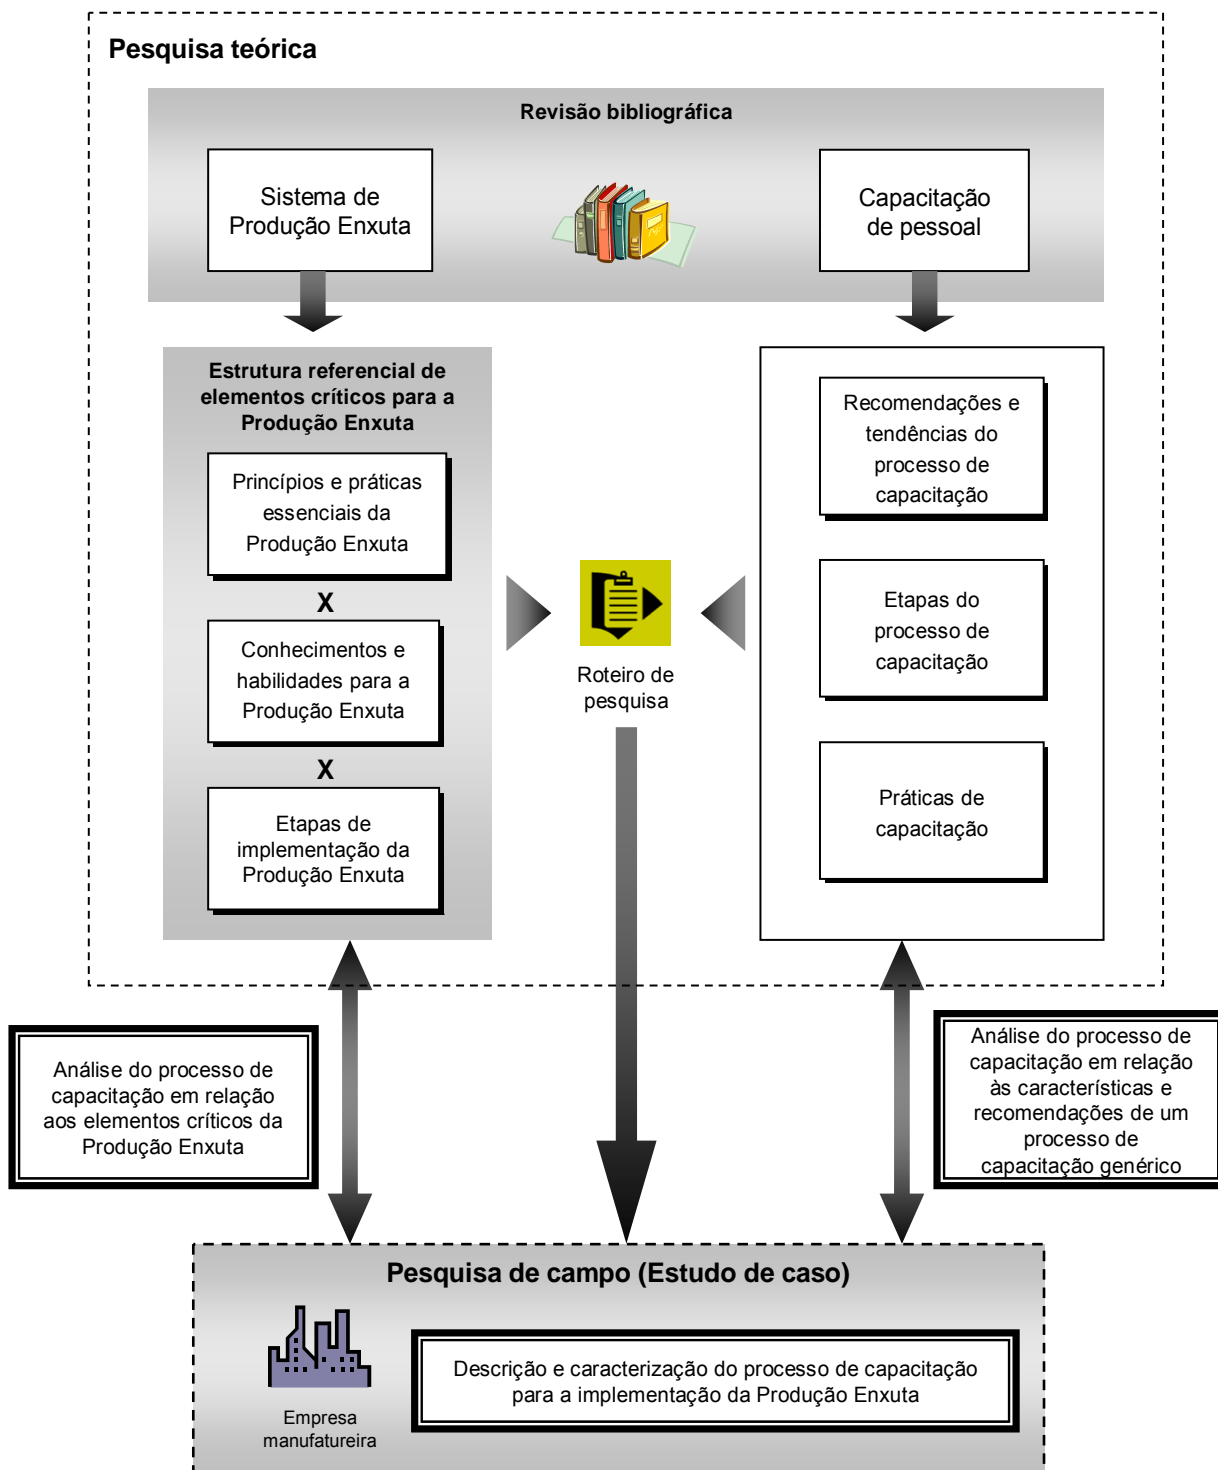 Pesquisa teórica
Revisão bibliográfica
Sistema de
Produção Enxuta
Capacitação
de pessoal
Estrutura referencial de
elementos críticos para a
Produção Enxuta
Princípios e práticas
essenciais da
Produção Enxuta
X
Conhecimentos e
habilidades para a
Produção Enxuta
X
Etapas de
implementação da
Produção Enxuta
Roteiro de
pesquisa
Recomendações e
tendências do
processo de
capacitação
Etapas do
processo de
capacitação
Práticas de
capacitação
Análise do processo de
capacitação em relação
aos elementos críticos da
Produção Enxuta
Análise do processo de
capacitação em relação
às características e
recomendações de um
processo de
capacitação genérico
Pesquisa de campo (Estudo de caso)
Empresa
manufatureira
Descrição e caracterização do processo de capacitação
para a implementação da Produção Enxuta